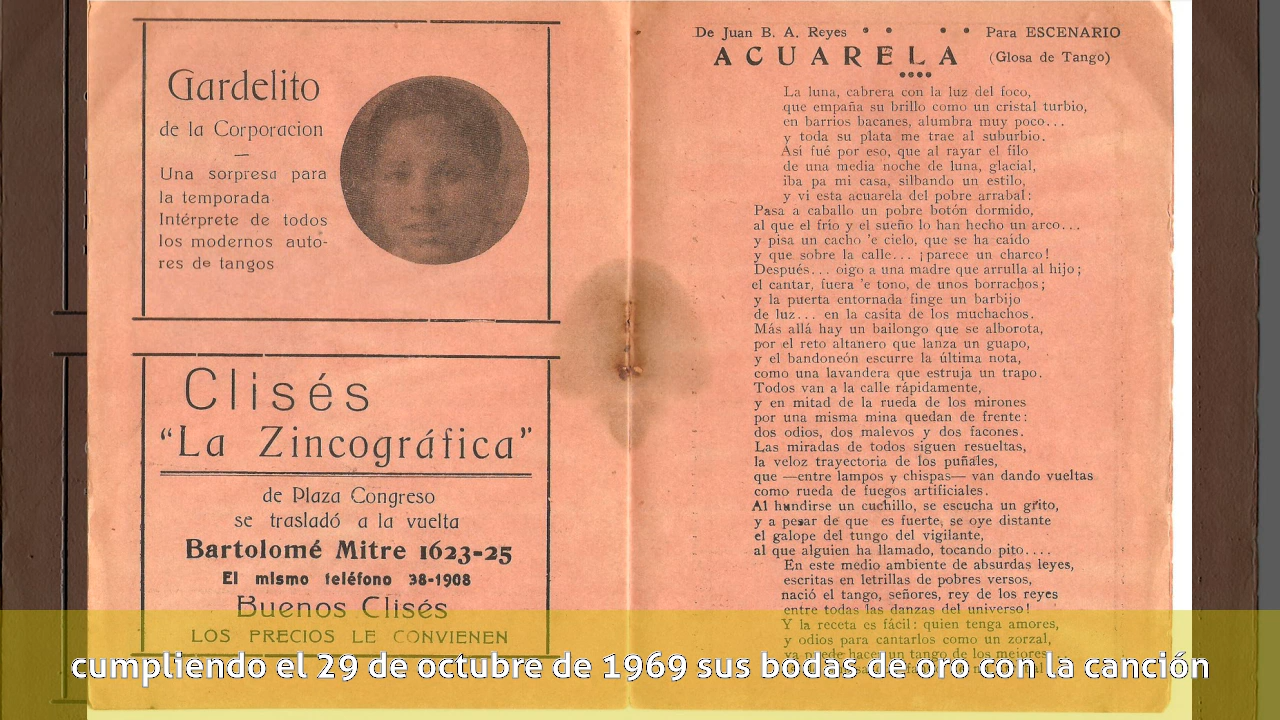 Gardelito
de la Corporacion
Una sorpresa para
la temporada
Intérprete de todos
los modernos auto-
res de tangos
Clisés
“La Zincográfica”
de Plaza Congreso
se trasladó a la vuelta
Bartolomé Mitre 1623-25
El mismo teléfono 38-1908
Buenos Clisés
LOS PRECIOS LE CONVIENEN
De Juan B. A. Reyes Para ESCENARIO
ACUARELA (Glosa de Tango)
La luna, cabrera con la luz del foco,
que empaña su brillo como un cristal turbio,
en barrios bacanes, alumbra muy poco...
y toda su plata me trae al suburbio.
Así fué por eso, que al rayar el filo
de una media noche de luna, glacial,
iba pa mi casa, silbando un estilo,
y vi esta acuarela del pobre arrabal:
Pasa a caballo un pobre botón dormido,
al que el frío y el sueño lo han hecho un arco...
y pisa un cacho 'e cielo, que se ha caído
y que sobre la calle... ¡parece un charco!
Después... oigo a una madre que arrulla al hijo;
el cantar, fuera 'e tono, de unos borrachos;
y la puerta entornada finge un barbijo
de luz... en la casita de los muchachos.
Más allá hay un bailongo que se alborota,
por el reto altanero que lanza un guapo,
y el bandoneón escurre la última nota,
como una lavandera que estruja un trapo.
Todos van a la calle rápidamente,
y en mitad de la rueda de los mirones
por una misma mina quedan de frente:
dos odios, dos malevos y dos facones.
Las miradas de todos siguen resueltas,
la veloz trayectoria de los puñales,
que —entre lampos y chispas— van dando vueltas
como rueda de fuegos artificiales.
Al hundirse un cuchillo, se escucha un grito,
y a pesar de que es fuerte, se oye distante
el galope del tungo del vigilante,
al que alguien ha llamado, tocando pito....
En este medio ambiente de absurdas leyes,
escritas en letrillas de pobres versos,
nació el tango, señores, rey de los reyes
entre todas las danzas del universo!
Y la receta es fácil: quien tenga amores,
y odios para cantarlos como un zorzal,
ya puede hacer un tango de los mejores
cumpliendo el 29 de octubre de 1969 sus bodas de oro con la canción